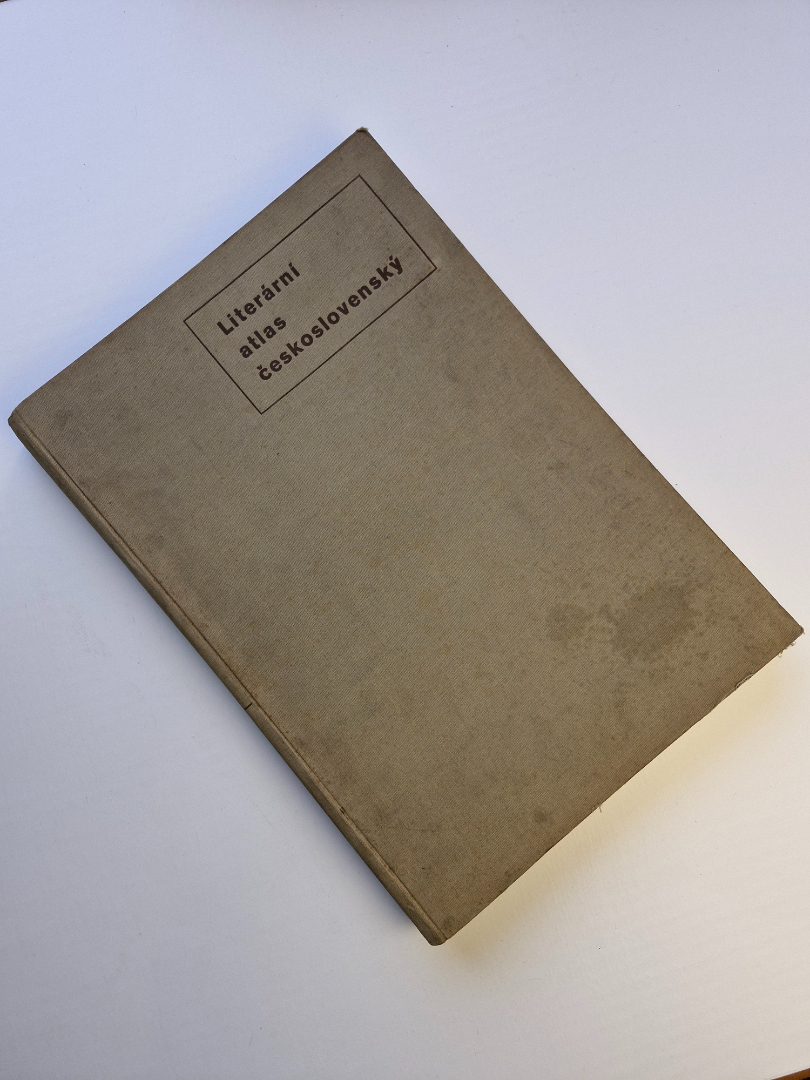 Literární
atlas
československý